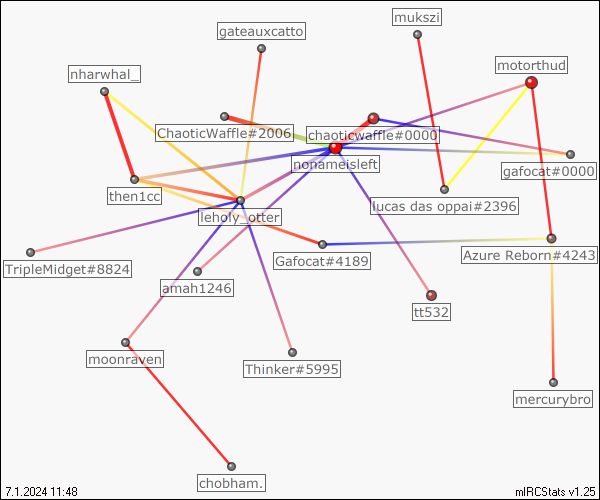 mukszi
gateauxcatto
motorthud
nharwhal_
ChaoticWaffle#2006
chaoticwaffle#0000
nonameisleft
gafocat#0000
then1cc
lucas das oppai#2396
leholy_otter
Azure Reborn#4243
Gafocat#4189
TripleMidget#8824
amah1246
tt532
moonraven
Thinker#5995
mercurybro
chobham.
7.1.2024 11:48
mIRCStats v1.25